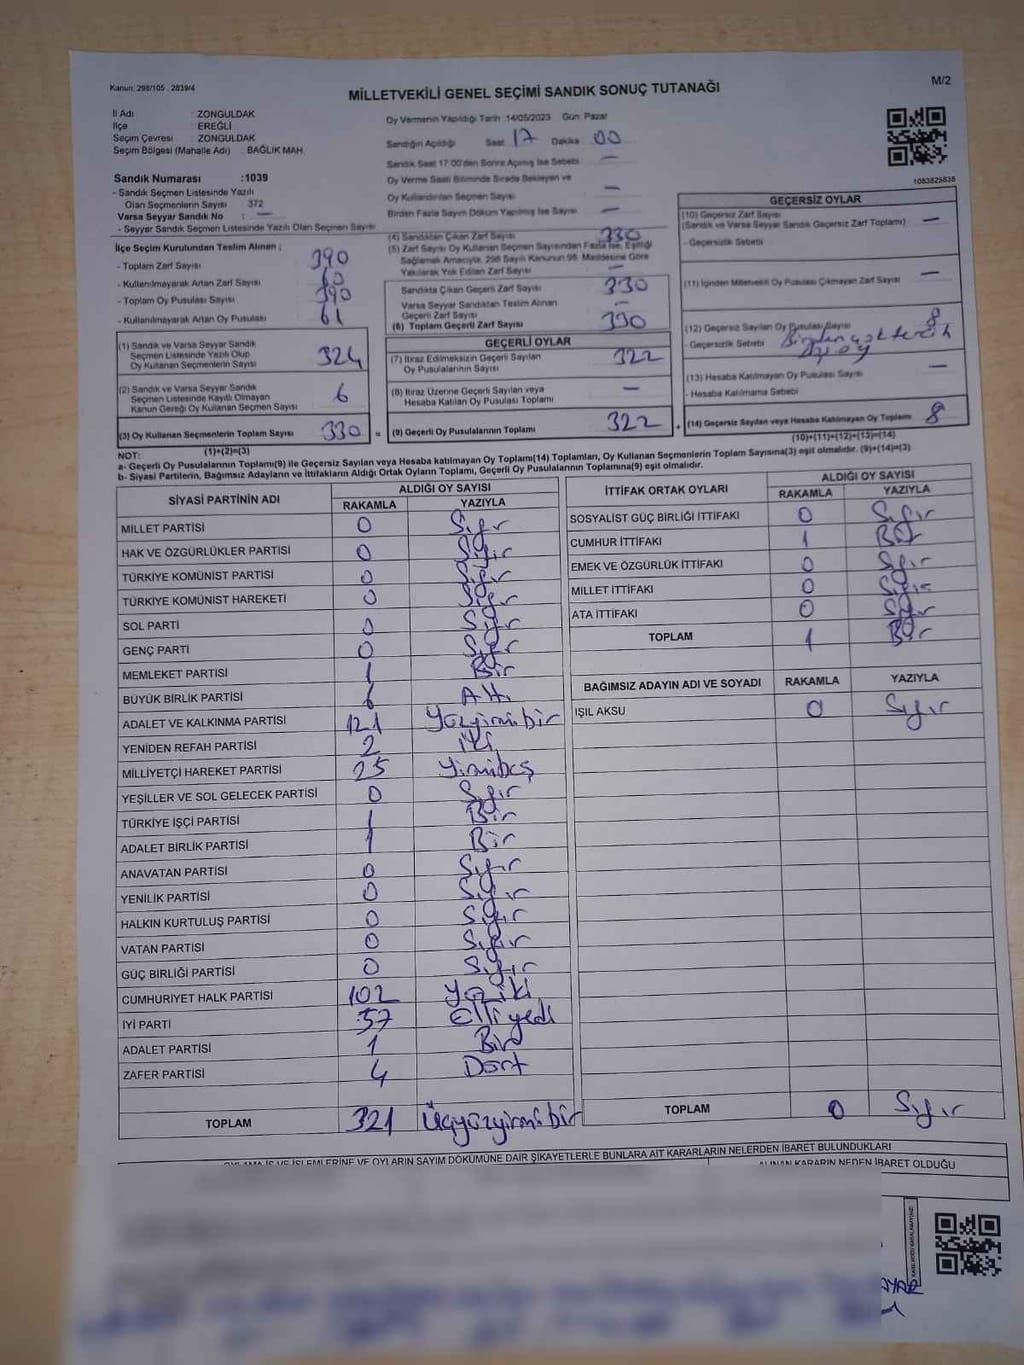 Kanun: 298/105 , 2839/4
M/2
MİLLETVEKİLİ GENEL SEÇİMİ SANDIK SONUÇ TUTANAĞI
İl Adı : ZONGULDAK
İlçe : EREĞLİ
Seçim Çevresi : ZONGULDAK
Seçim Bölgesi (Mahalle Adı) : BAĞLIK MAH.
Sandık Numarası :1039
- Sandık Seçmen Listesinde Yazılı
Olan Seçmenlerin Sayısı 372
Varsa Seyyar Sandık No : —
- Seyyar Sandık Seçmen Listesinde Yazılı Olan Seçmen Sayısı
Oy Vermenin Yapıldığı Tarih :14/05/2023 Gün: Pazar
Sandığın Açıldığı Saat 17 Dakika : 00
Sandık Saat 17:00'den Sonra Açılmış İse Sebebi —
Oy Verme Saati Bitiminde Sırada Bekleyen ve
Oy Kullandırılan Seçmen Sayısı —
Birden Fazla Sayım Döküm Yapılmış İse Sayısı —
1083825835
İlçe Seçim Kurulundan Teslim Alınan ;
- Toplam Zarf Sayısı 390
- Kullanılmayarak Artan Zarf Sayısı 60
- Toplam Oy Pusulası Sayısı 390
- Kullanılmayarak Artan Oy Pusulası 61
(4) Sandıktan Çıkan Zarf Sayısı 330
(5) Zarf Sayısı Oy Kullanan Seçmen Sayısından Fazla İse, Eşitliği
Sağlamak Amacıyla, 298 Sayılı Kanunun 98. Maddesine Göre
Yakılarak Yok Edilen Zarf Sayısı —
Sandıkta Çıkan Geçerli Zarf Sayısı 330
Varsa Seyyar Sandıktan Teslim Alınan
Geçerli Zarf Sayısı —
(6) Toplam Geçerli Zarf Sayısı 330
GEÇERSİZ OYLAR
(10) Geçersiz Zarf Sayısı
(Sandık ve Varsa Seyyar Sandık Geçersiz Zarf Toplamı) —
- Geçersizlik Sebebi
(11) İçinden Milletvekili Oy Pusulası Çıkmayan Zarf Sayısı —
(12) Geçersiz Sayılan Oy Pusulası Sayısı 8
- Geçersizlik Sebebi Birden çok tercih
oy
(13) Hesaba Katılmayan Oy Pusulası Sayısı —
- Hesaba Katılmama Sebebi
(14) Geçersiz Sayılan veya Hesaba Katılmayan Oy Toplamı 8
(10)+(11)+(12)+(13)=(14)
(1) Sandık ve Varsa Seyyar Sandık
Seçmen Listesinde Yazılı Olup
Oy Kullanan Seçmenlerin Sayısı 324
(2) Sandık ve Varsa Seyyar Sandık
Seçmen Listesinde Kayıtlı Olmayan
Kanun Gereği Oy Kullanan Seçmen Sayısı 6
(3) Oy Kullanan Seçmenlerin Toplam Sayısı 330 =
(1)+(2)=(3)
GEÇERLİ OYLAR
(7) İtiraz Edilmeksizin Geçerli Sayılan
Oy Pusulalarının Sayısı 322
(8) İtiraz Üzerine Geçerli Sayılan veya
Hesaba Katılan Oy Pusulası Toplamı —
(9) Geçerli Oy Pusulalarının Toplamı 322 +
NOT:
a- Geçerli Oy Pusulalarının Toplamı(9) ile Geçersiz Sayılan veya Hesaba katılmayan Oy Toplamı(14) Toplamları, Oy Kullanan Seçmenlerin Toplam Sayısına(3) eşit olmalıdır. (9)+(14)=(3)
b- Siyasi Partilerin, Bağımsız Adayların ve İttifakların Aldığı Ortak Oyların Toplamı, Geçerli Oy Pusulalarının Toplamına(9) eşit olmalıdır.
SİYASİ PARTİNİN ADI ALDIĞI OY SAYISI
RAKAMLA YAZIYLA
MİLLET PARTİSİ 0 Sıfır
HAK VE ÖZGÜRLÜKLER PARTİSİ 0 Sıfır
TÜRKİYE KOMÜNİST PARTİSİ 0 Sıfır
TÜRKİYE KOMÜNİST HAREKETİ 0 Sıfır
SOL PARTİ 0 Sıfır
GENÇ PARTİ 0 Sıfır
MEMLEKET PARTİSİ 1 Bir
BÜYÜK BİRLİK PARTİSİ 6 Altı
ADALET VE KALKINMA PARTİSİ 121 Yüzyirmibir
YENİDEN REFAH PARTİSİ 2 İki
MİLLİYETÇİ HAREKET PARTİSİ 25 Yirmibeş
YEŞİLLER VE SOL GELECEK PARTİSİ 0 Sıfır
TÜRKİYE İŞÇİ PARTİSİ 1 Bir
ADALET BİRLİK PARTİSİ 1 Bir
ANAVATAN PARTİSİ 0 Sıfır
YENİLİK PARTİSİ 0 Sıfır
HALKIN KURTULUŞ PARTİSİ 0 Sıfır
VATAN PARTİSİ 0 Sıfır
GÜÇ BİRLİĞİ PARTİSİ 0 Sıfır
CUMHURİYET HALK PARTİSİ 102 Yüziki
İYİ PARTİ 57 Elliyedi
ADALET PARTİSİ 1 Bir
ZAFER PARTİSİ 4 Dört
TOPLAM 321 Üçyüzyirmibir
İTTİFAK ORTAK OYLARI ALDIĞI OY SAYISI
RAKAMLA YAZIYLA
SOSYALİST GÜÇ BİRLİĞİ İTTİFAKI 0 Sıfır
CUMHUR İTTİFAKI 1 Bir
EMEK VE ÖZGÜRLÜK İTTİFAKI 0 Sıfır
MİLLET İTTİFAKI 0 Sıfır
ATA İTTİFAKI 0 Sıfır
TOPLAM 1 Bir
BAĞIMSIZ ADAYIN ADI VE SOYADI RAKAMLA YAZIYLA
IŞIL AKSU 0 Sıfır
TOPLAM 0 Sıfır
OYLAMA İŞ VE İŞLEMLERİNE VE OYLARIN SAYIM DÖKÜMÜNE DAİR ŞİKAYETLERLE BUNLARA AİT KARARLARIN NELERDEN İBARET BULUNDUKLARI
ALINAN KARARIN NEDEN İBARET OLDUĞU